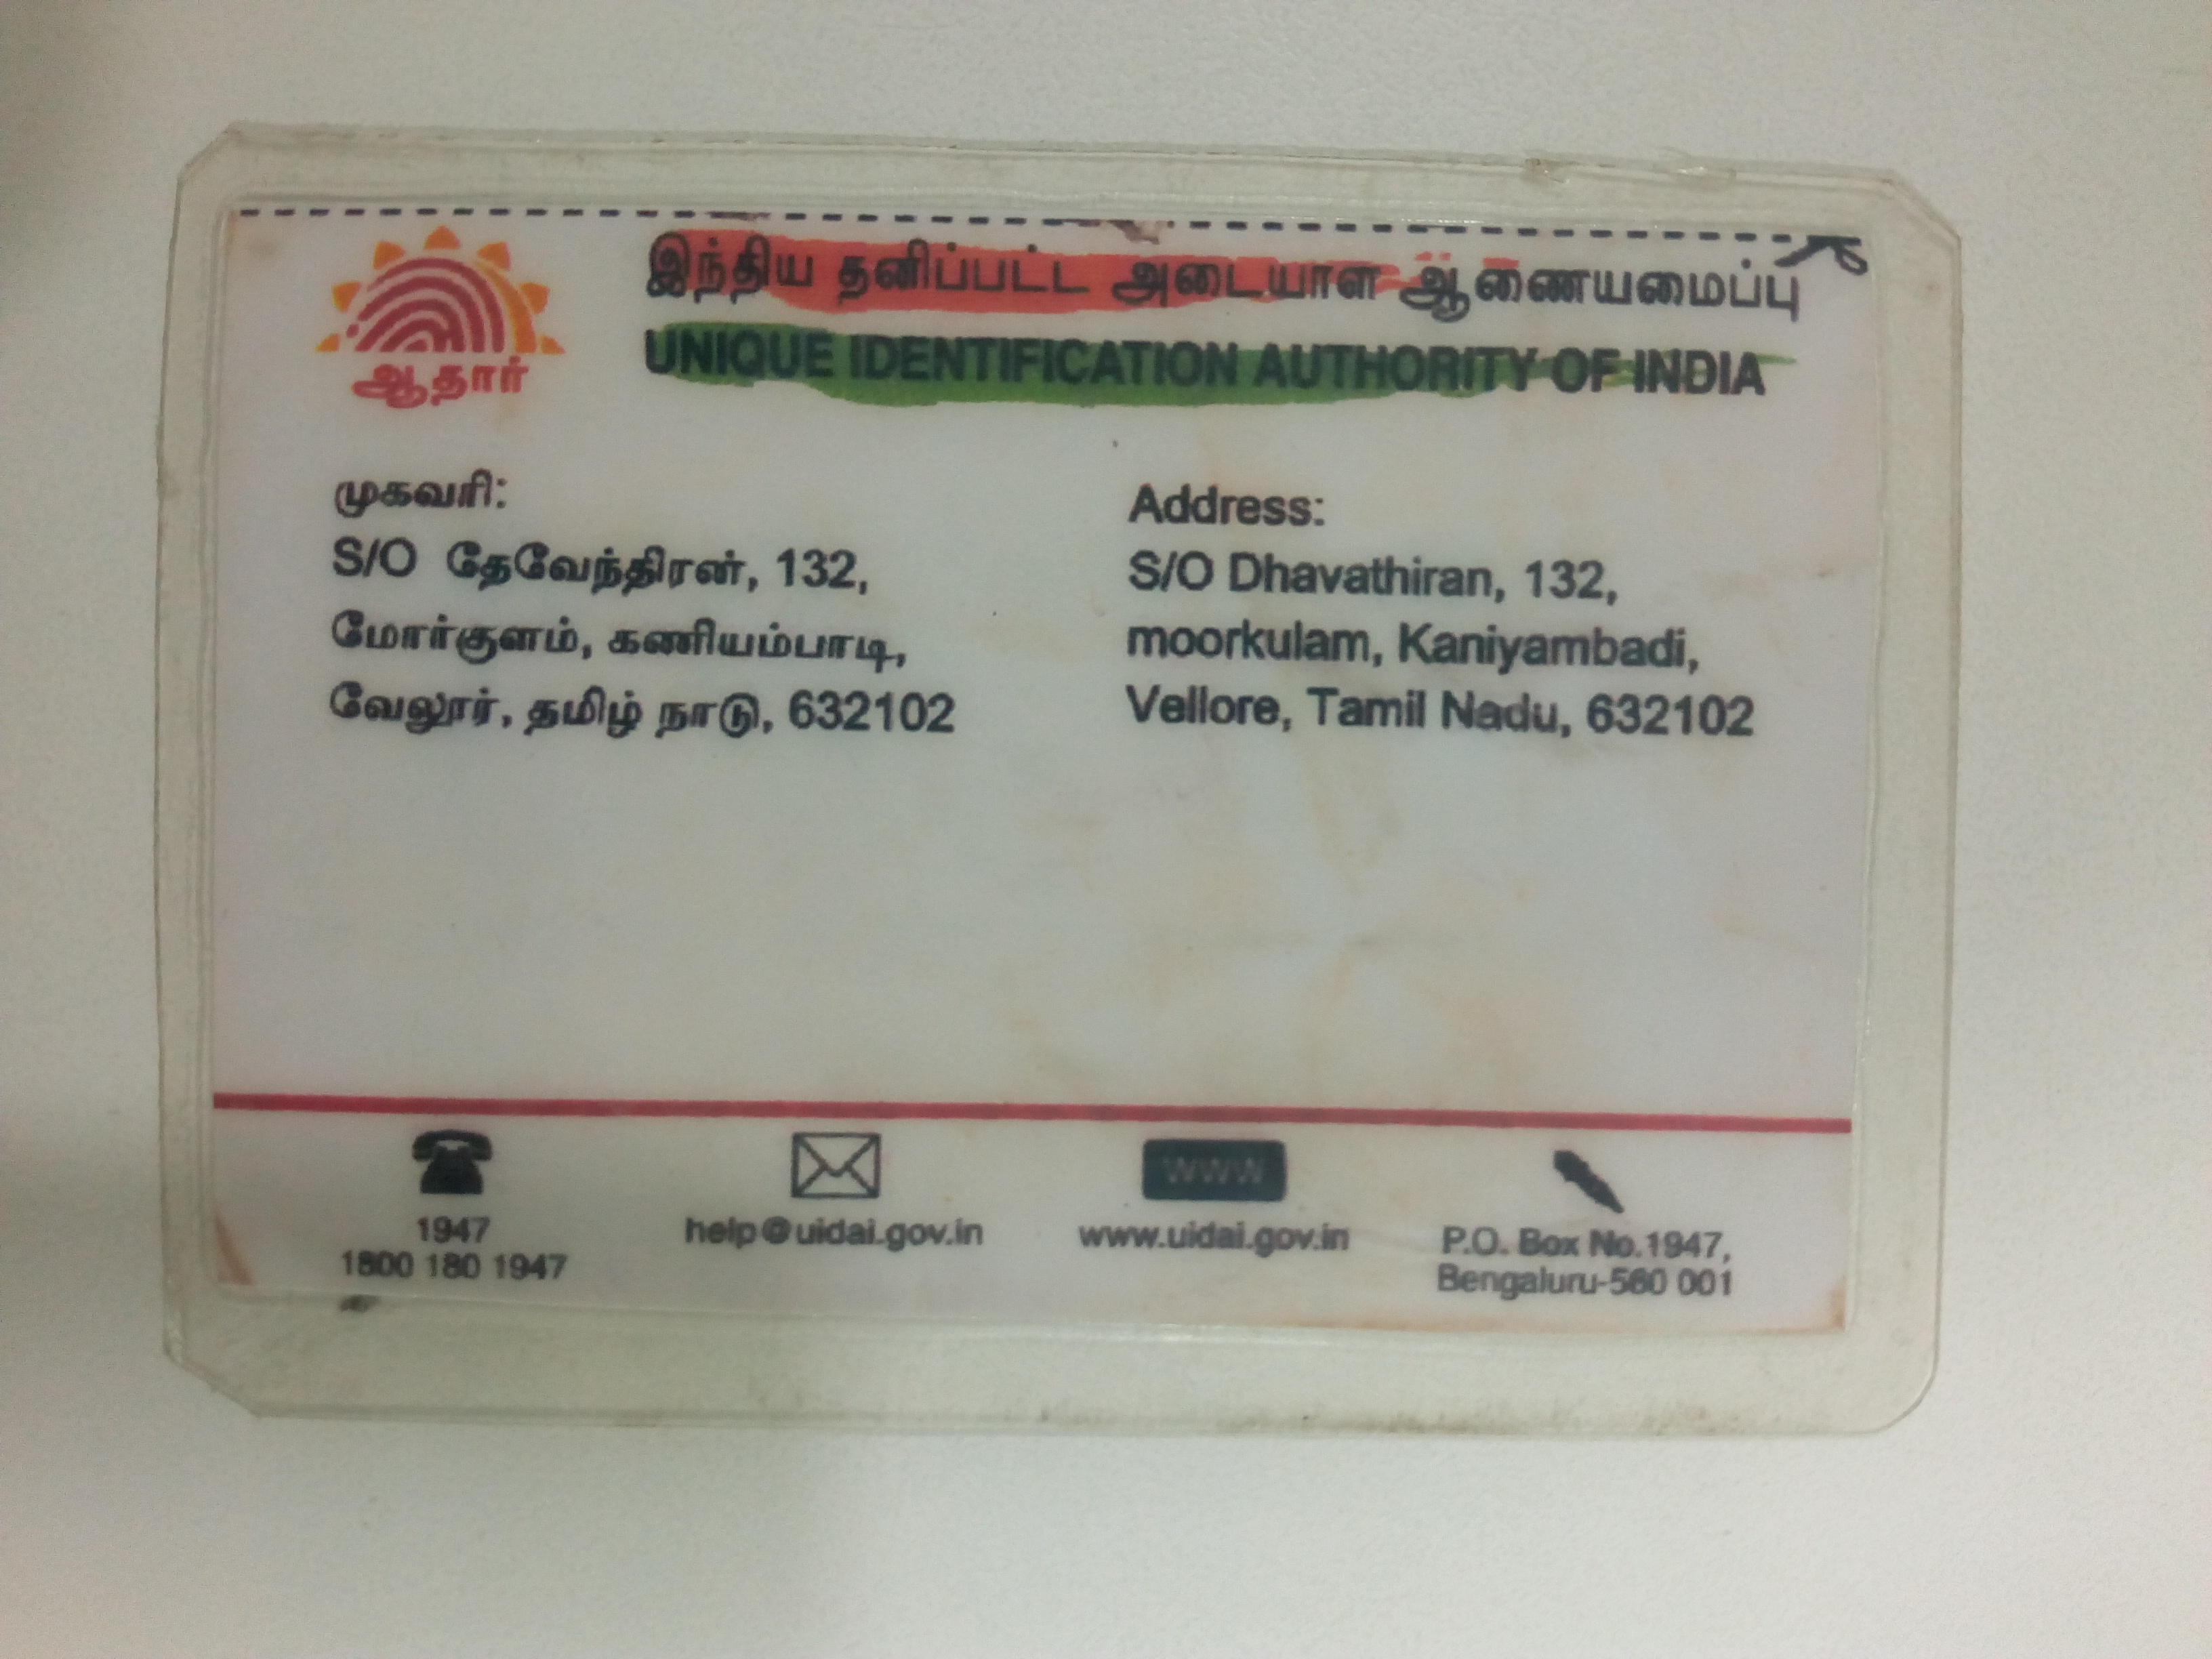 இந்திய தனிப்பட்ட அடையாள ஆணையமைப்பு
UNIQUE IDENTIFICATION AUTHORITY OF INDIA
ஆதார்
முகவரி:
S/O தேவேந்திரன், 132,
மோர்குளம், கணியம்பாடி,
வேலூர், தமிழ் நாடு, 632102
Address:
S/O Dhavathiran, 132,
moorkulam, Kaniyambadi,
Vellore, Tamil Nadu, 632102
1947
1800 180 1947
help@uidai.gov.in
www
www.uidai.gov.in
P.O. Box No.1947,
Bengaluru-560 001